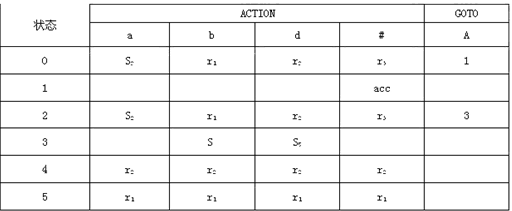 状态 ACTION GOTO
a b d # A
0 S₂ r₁ r₂ r₃ 1
1 acc
2 S₂ r₁ r₂ r₃ 3
3 S S₅
4 r₂ r₂ r₂ r₂
5 r₁ r₁ r₁ r₁